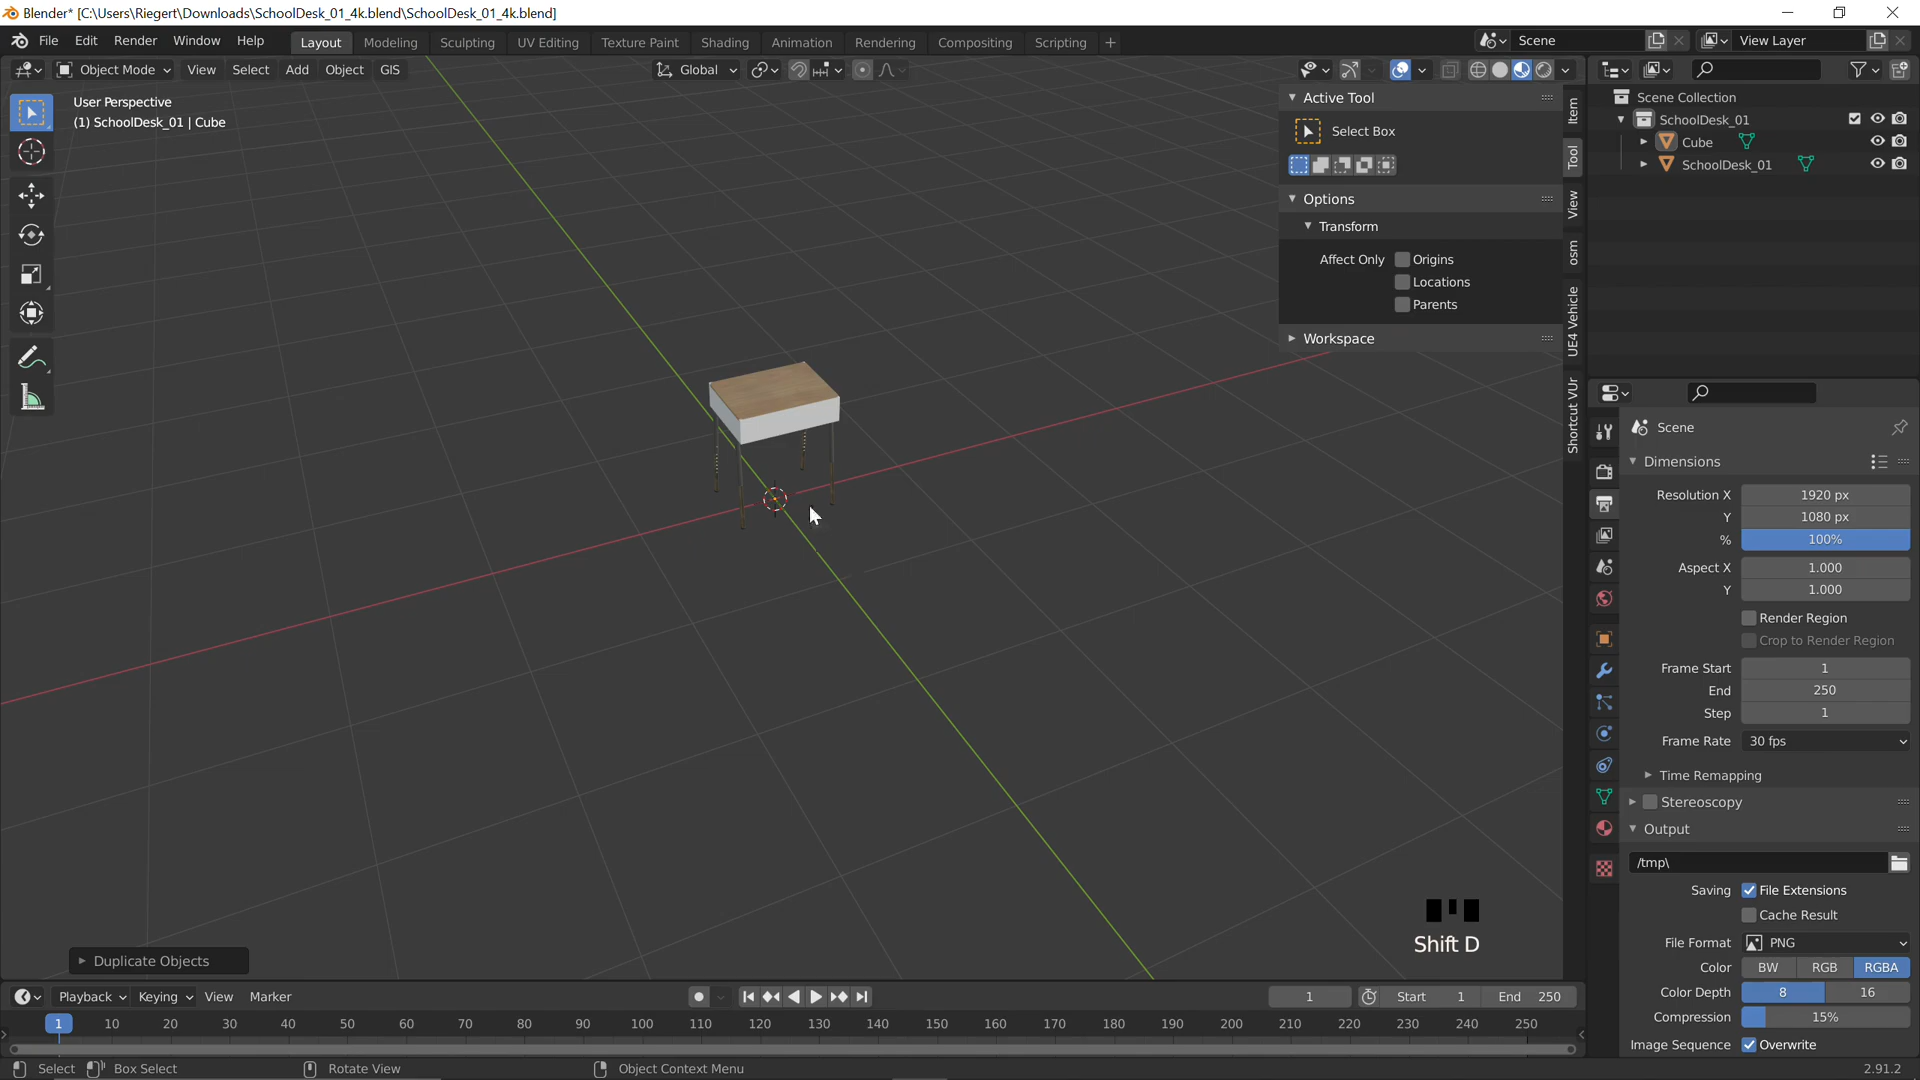 Blender* [C:\Users\Riegert\Downloads\SchoolDesk_01_4k.blend\SchoolDesk_01_4k.blend]
File Edit Render Window Help Layout Modeling Sculpting UV Editing Texture Paint Shading Animation Rendering Compositing Scripting + Scene View Layer
Object Mode View Select Add Object GIS Global
User Perspective
(1) SchoolDesk_01 | Cube
Active Tool
Select Box
Options
Transform
Affect Only Origins
Locations
Parents
Workspace
Item
Tool
View
osm
UE4 Vehicle
Shortcut VUr
Scene Collection
SchoolDesk_01
Cube
SchoolDesk_01
Scene
Dimensions
Resolution X 1920 px
Y 1080 px
% 100%
Aspect X 1.000
Y 1.000
Render Region
Crop to Render Region
Frame Start 1
End 250
Step 1
Frame Rate 30 fps
Time Remapping
Stereoscopy
Output
/tmp\
Saving File Extensions
Cache Result
File Format PNG
Color BW RGB RGBA
Color Depth 8 16
Compression 15%
Image Sequence Overwrite
Shift D
Duplicate Objects
Playback Keying View Marker 1 Start 1 End 250
1 10 20 30 40 50 60 70 80 90 100 110 120 130 140 150 160 170 180 190 200 210 220 230 240 250
Select Box Select Rotate View Object Context Menu 2.91.2